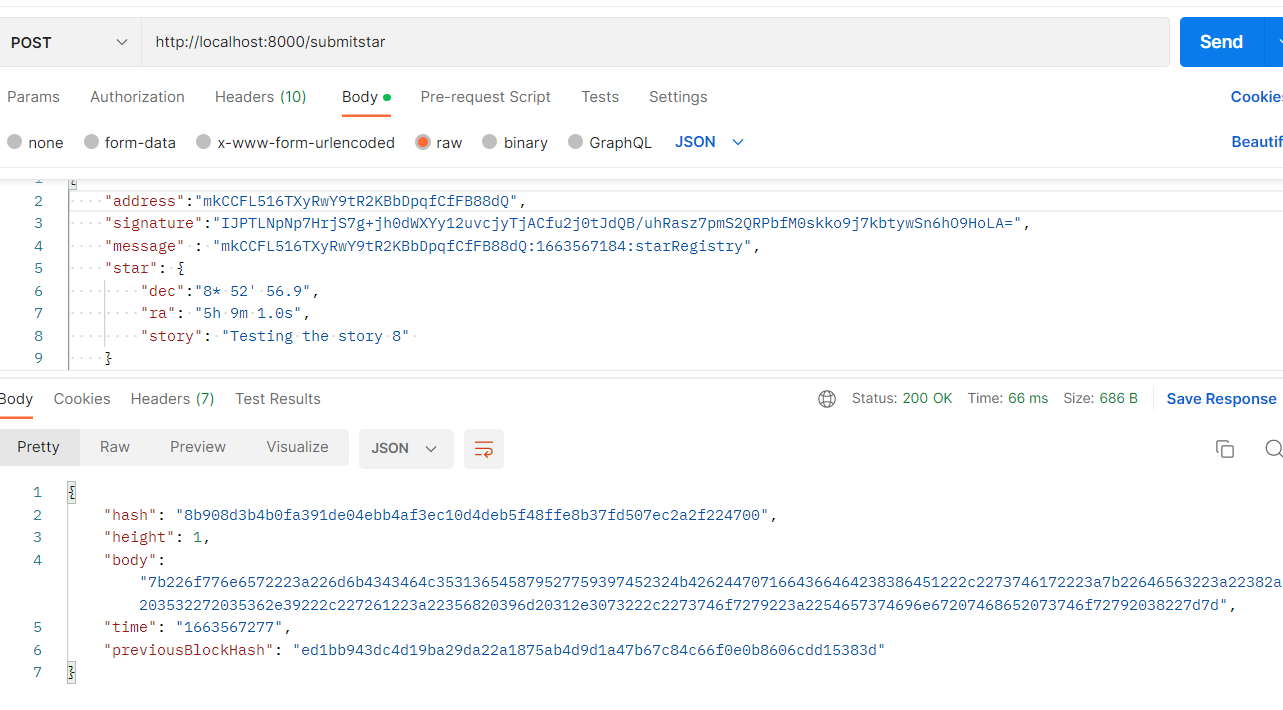 POST http://localhost:8000/submitstar Send
Params Authorization Headers (10) Body Pre-request Script Tests Settings Cookies
none form-data x-www-form-urlencoded raw binary GraphQL JSON Beautif
1 {
2 "address":"mkCCFL516TXyRwY9tR2KBbDpqfCfFB88dQ",
3 "signature":"IJPTLNpNp7HrjS7g+jh0dWXYy12uvcjyTjACfu2j0tJdQB/uhRasz7pmS2QRPbfM0skko9j7kbtywSn6hO9HoLA=",
4 "message" : "mkCCFL516TXyRwY9tR2KBbDpqfCfFB88dQ:1663567184:starRegistry",
5 "star": {
6 "dec":"8* 52' 56.9",
7 "ra": "5h 9m 1.0s",
8 "story": "Testing the story 8"
9 }
Body Cookies Headers (7) Test Results Status: 200 OK Time: 66 ms Size: 686 B Save Response
Pretty Raw Preview Visualize JSON
1 {
2 "hash": "8b908d3b4b0fa391de04ebb4af3ec10d4deb5f48ffe8b37fd507ec2a2f224700",
3 "height": 1,
4 "body":
"7b226f776e6572223a226d6b4343464c35313654587952775939745232​4b4262447071664366464238386451222c2273746172223a7b22646563223a22382a
203532272035362e39222c227261223a22356820396d20312e3073222c2273746f7279223a2254657374696e67207468652073746f72792038227d7d",
5 "time": "1663567277",
6 "previousBlockHash": "ed1bb943dc4d19ba29da22a1875ab4d9d1a47b67c84c66f0e0b8606cdd15383d"
7 }